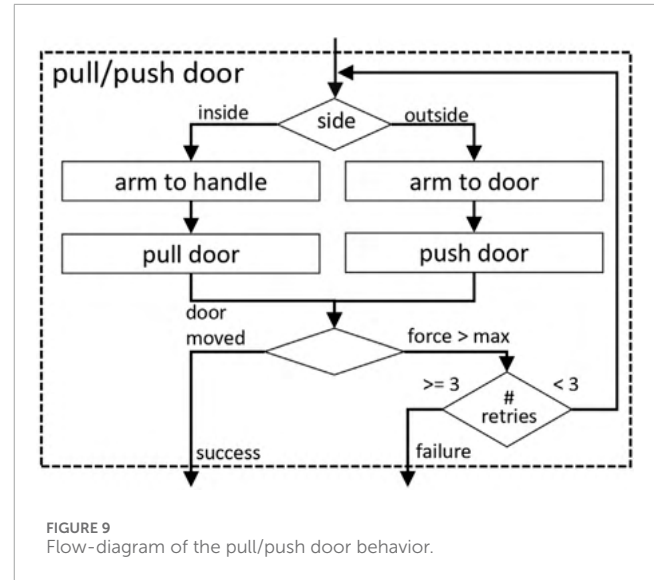 pull/push door
inside
side
outside
arm to handle
arm to door
pull door
push door
door
moved
force > max
>= 3
#
retries
< 3
success
failure
FIGURE 9
Flow-diagram of the pull/push door behavior.